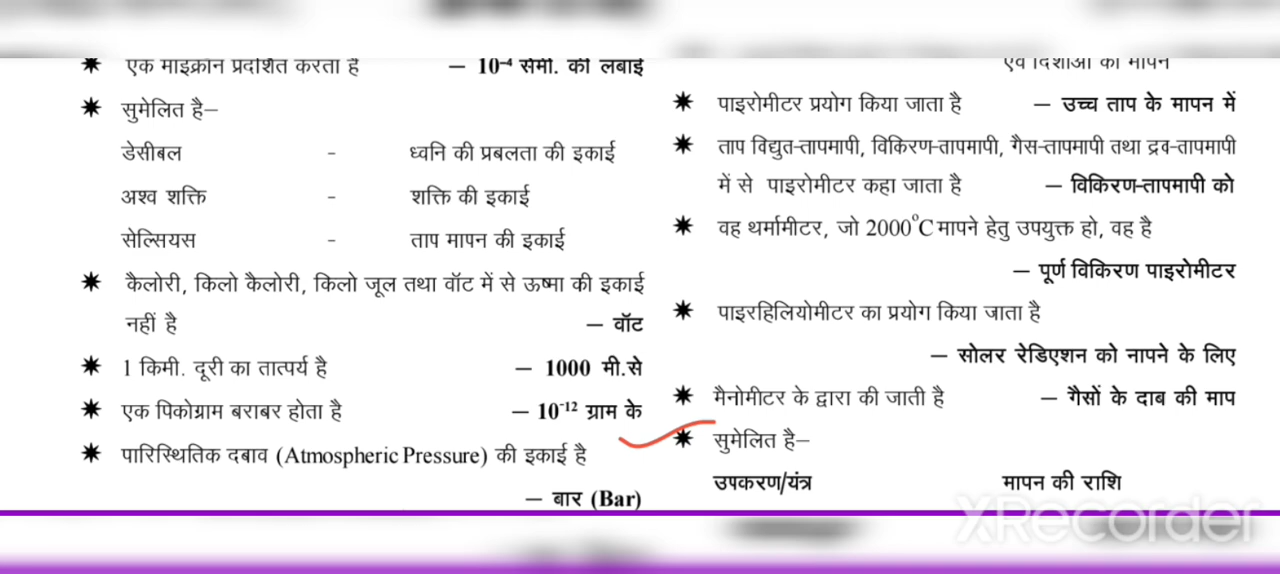 ✷ एक माइक्रोन प्रदर्शित करता है – 10⁻⁴ सेमी. की लंबाई
✷ सुमेलित है–
डेसीबल - ध्वनि की प्रबलता की इकाई
अश्व शक्ति - शक्ति की इकाई
सेल्सियस - ताप मापन की इकाई
✷ कैलोरी, किलो कैलोरी, किलो जूल तथा वॉट में से ऊष्मा की इकाई
नहीं है – वॉट
✷ 1 किमी. दूरी का तात्पर्य है – 1000 मी.से
✷ एक पिकोग्राम बराबर होता है – 10⁻¹² ग्राम के
✷ पारिस्थितिक दबाव (Atmospheric Pressure) की इकाई है
– बार (Bar)
एवं दिशाओं का मापन
✷ पाइरोमीटर प्रयोग किया जाता है – उच्च ताप के मापन में
✷ ताप विद्युत-तापमापी, विकिरण-तापमापी, गैस-तापमापी तथा द्रव-तापमापी
में से पाइरोमीटर कहा जाता है – विकिरण-तापमापी को
✷ वह थर्मामीटर, जो 2000°C मापने हेतु उपयुक्त हो, वह है
– पूर्ण विकिरण पाइरोमीटर
✷ पाइरहिलियोमीटर का प्रयोग किया जाता है
– सोलर रेडिएशन को नापने के लिए
✷ मैनोमीटर के द्वारा की जाती है – गैसों के दाब की माप
✷ सुमेलित है–
उपकरण/यंत्र मापन की राशि
XRecorder